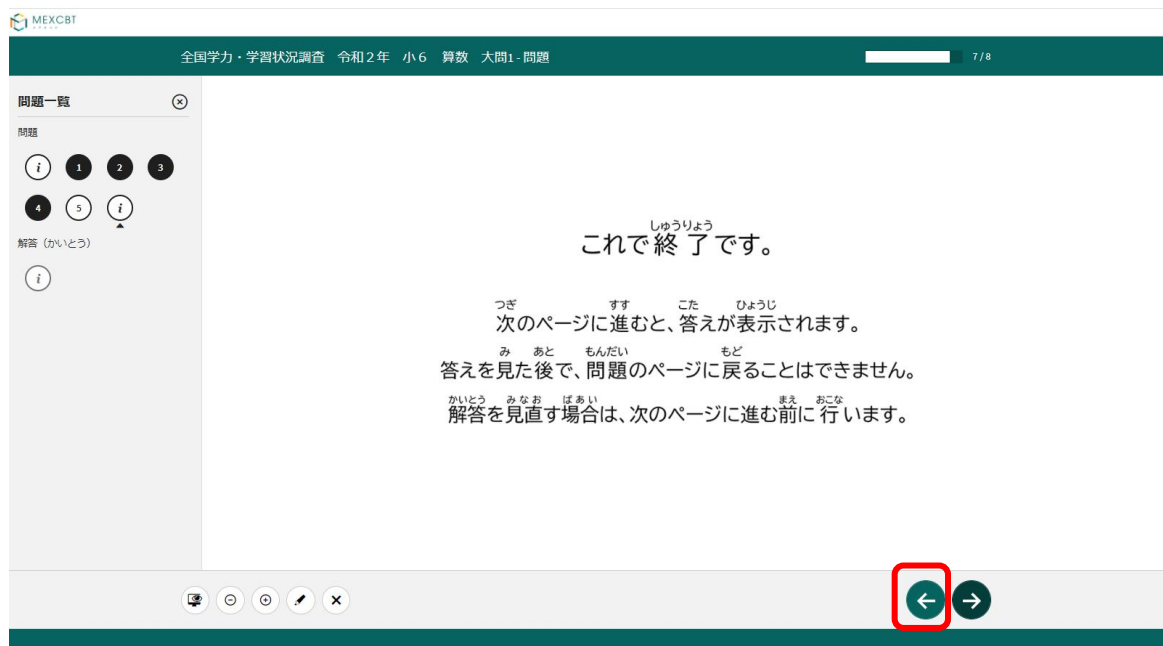 MEXCBT
全国学力・学習状況調査 令和2年 小6 算数 大問1-問題
7/8
問題一覧
問題
i 1 2 3
4 5 i
解答（かいとう）
i
しゅうりょう
これで終了です。
つぎ すす こた ひょうじ
次のページに進むと、答えが表示されます。
み あと もんだい もど
答えを見た後で、問題のページに戻ることはできません。
かいとう みなお ばあい まえ おこな
解答を見直す場合は、次のページに進む前に行います。